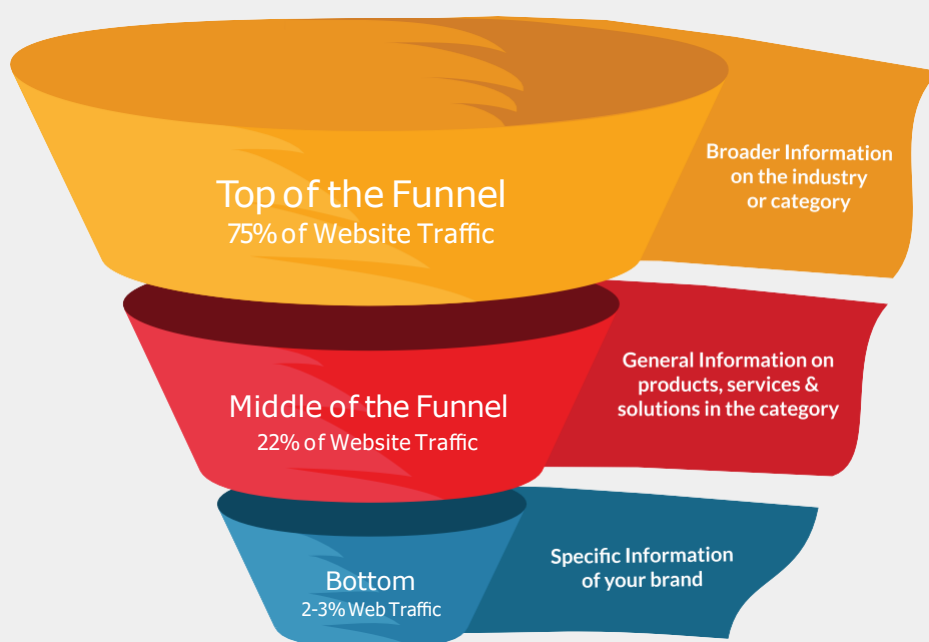 Top of the Funnel
75% of Website Traffic
Broader Information
on the industry
or category
Middle of the Funnel
22% of Website Traffic
General Information on
products, services &
solutions in the category
Bottom
2-3% Web Traffic
Specific Information
of your brand